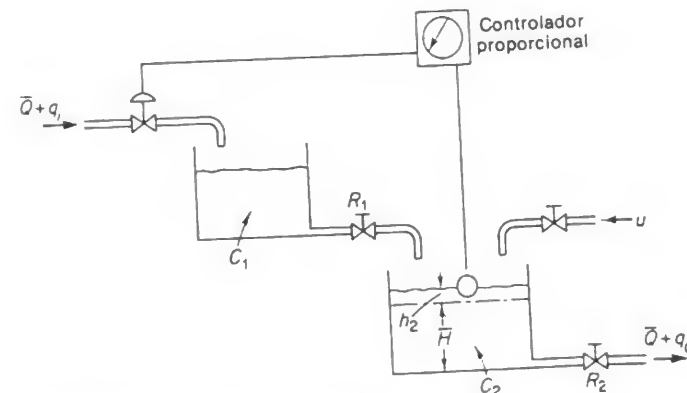 Controlador
proporcional
Q̅ + qᵢ
R₁
C₁
u
h₂
H̅
C₂
R₂
Q̅ + q₀